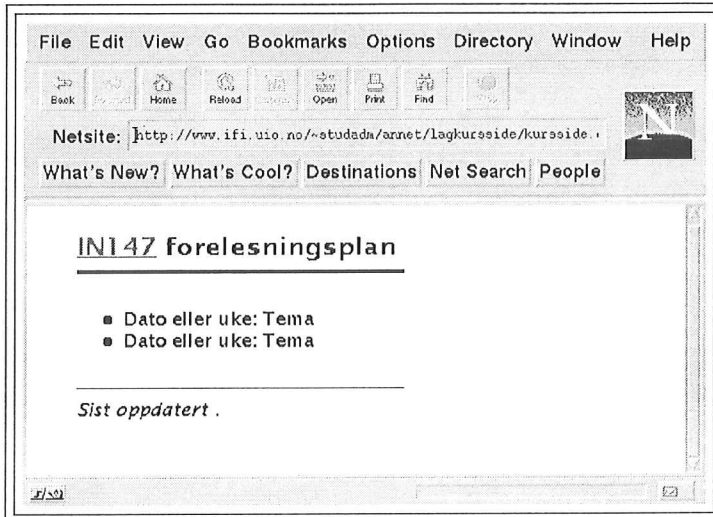 File Edit View Go Bookmarks Options Directory Window Help
Back Home Reload Open Print Find
Netsite: http://www.ifi.uio.no/~studadm/annet/lagkursside/kursside.
N
What's New? What's Cool? Destinations Net Search People
IN147 forelesningsplan
Dato eller uke: Tema
Dato eller uke: Tema
Sist oppdatert .